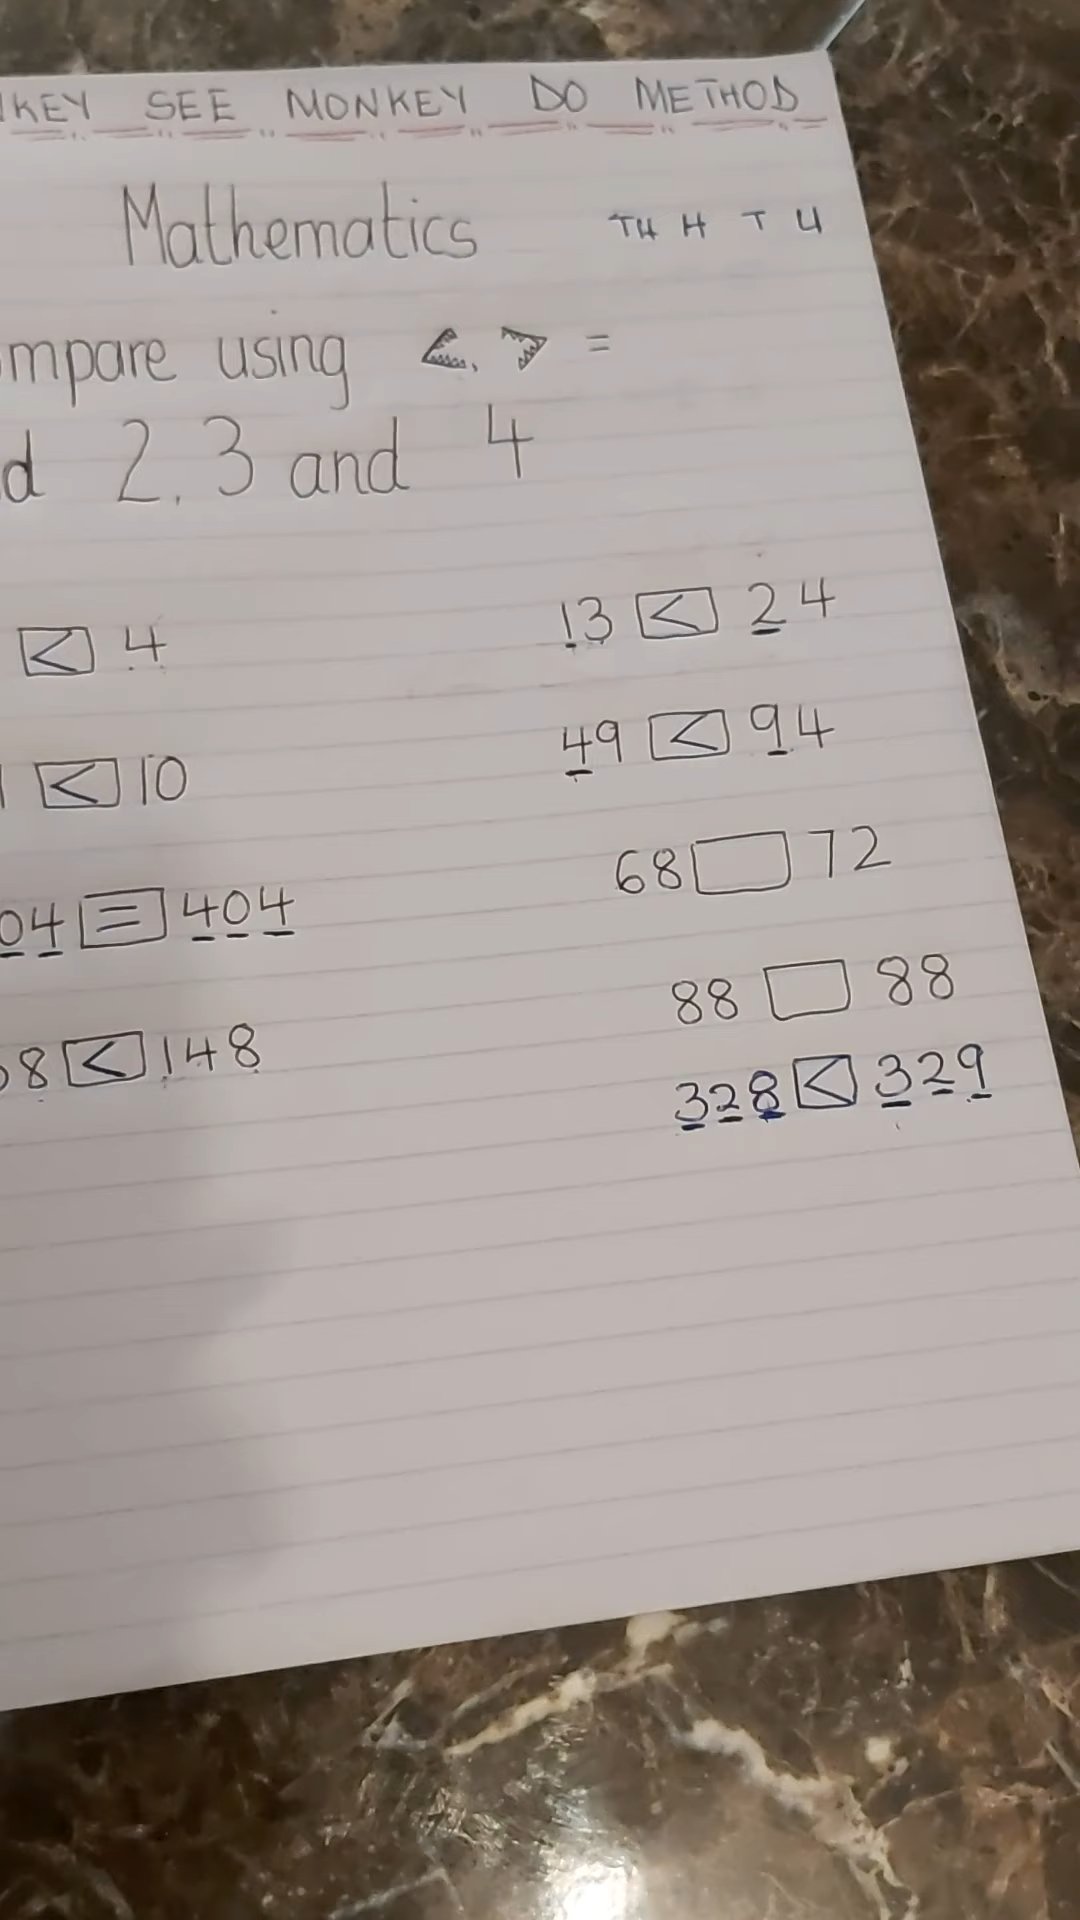 KEY SEE MONKEY DO METHOD
Mathematics TH H T U
mpare using <, > =
d 2, 3 and 4
< 4
13 < 24
< 10
49 < 94
04 = 404
68 72
8 < 148
88 88
328 < 329